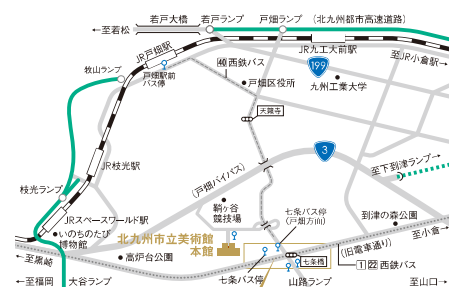 若戸大橋
若戸ランプ
戸畑ランプ
(北九州都市高速道路)
←至若松
JR戸畑駅
戸畑駅前
バス停
40 西鉄バス
JR九工大前駅
至JR小倉駅→
199
牧山ランプ
戸畑区役所
九州工業大学
天籟寺
3
JR枝光駅
至下到津ランプ→
(戸畑バイパス)
枝光ランプ
鞘ヶ谷
競技場
七条バス停
(戸畑方面)
到津の森公園
JRスペースワールド駅
いのちのたび
博物館
北九州市立美術館
本館
至小倉→
(旧電車通り)
←至黒崎
高炉台公園
七条橋
1 22 西鉄バス
←至福岡
大谷ランプ
七条バス停
山路ランプ
至山口→